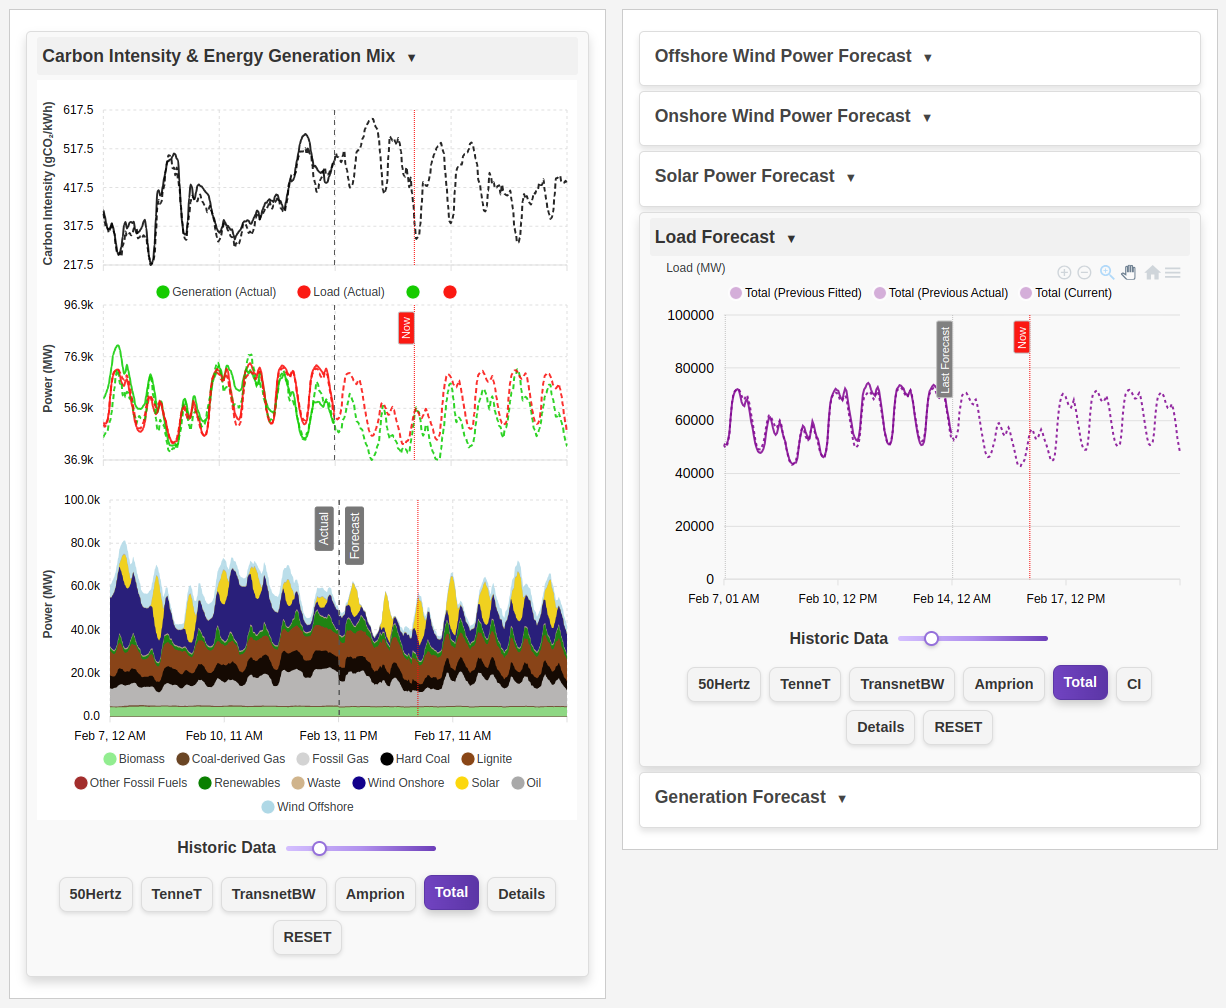 Carbon Intensity & Energy Generation Mix ▼
Carbon Intensity (gCO₂/kWh)
617.5
517.5
417.5
317.5
217.5
Generation (Actual) Load (Actual)
Power (MW)
96.9k
76.9k
56.9k
36.9k
Now
Power (MW)
100.0k
80.0k
60.0k
40.0k
20.0k
0.0
Actual
Forecast
Feb 7, 12 AM Feb 10, 11 AM Feb 13, 11 PM Feb 17, 11 AM
Biomass Coal-derived Gas Fossil Gas Hard Coal Lignite
Other Fossil Fuels Renewables Waste Wind Onshore Solar Oil
Wind Offshore
Historic Data
50Hertz TenneT TransnetBW Amprion Total Details
RESET
Offshore Wind Power Forecast ▼
Onshore Wind Power Forecast ▼
Solar Power Forecast ▼
Load Forecast ▼
Load (MW)
Total (Previous Fitted) Total (Previous Actual) Total (Current)
100000
80000
60000
40000
20000
0
Last Forecast
Now
Feb 7, 01 AM Feb 10, 12 PM Feb 14, 12 AM Feb 17, 12 PM
Historic Data
50Hertz TenneT TransnetBW Amprion Total CI
Details RESET
Generation Forecast ▼